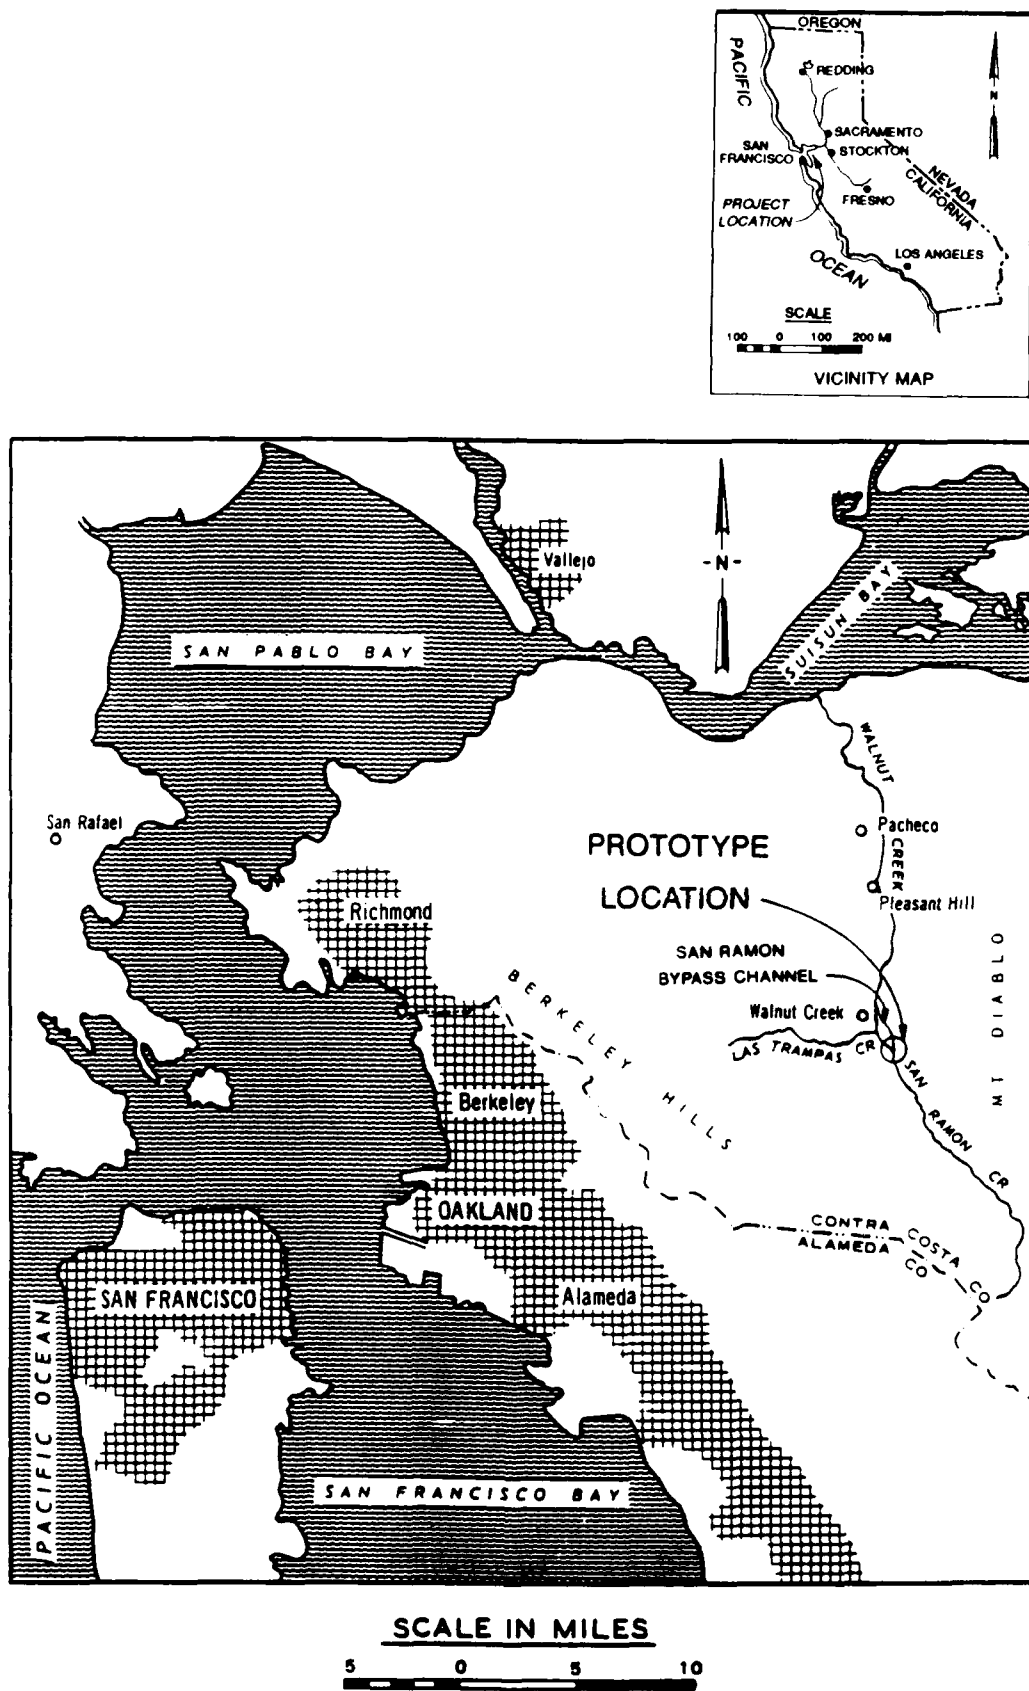 OREGON
PACIFIC
REDDING
N
SACRAMENTO
STOCKTON
SAN
FRANCISCO
NEVADA
CALIFORNIA
FRESNO
PROJECT
LOCATION
LOS ANGELES
OCEAN
SCALE
100 0 100 200 MI
VICINITY MAP
Vallejo
-N-
SUISUN BAY
SAN PABLO BAY
WALNUT
CREEK
San Rafael
Pacheco
PROTOTYPE
LOCATION
Pleasant Hill
Richmond
SAN RAMON
BYPASS CHANNEL
MT DIABLO
BERKELEY HILLS
Walnut Creek
LAS TRAMPAS CR
SAN RAMON CR
Berkeley
OAKLAND
CONTRA COSTA CO
ALAMEDA CO
SAN FRANCISCO
Alameda
PACIFIC OCEAN
SAN FRANCISCO BAY
SCALE IN MILES
5 0 5 10